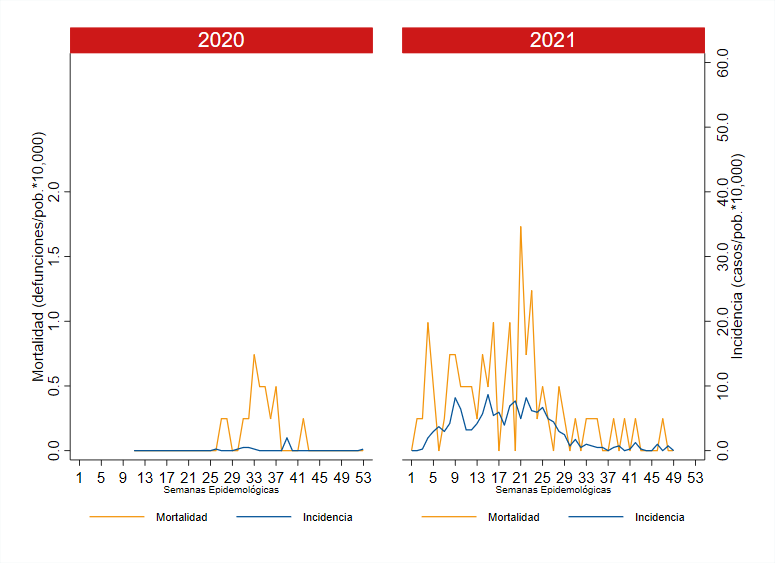 2020 2021
Mortalidad (defunciones/pob.*10,000)
0.0 0.5 1.0 1.5 2.0
Incidencia (casos/pob.*10,000)
0.0 10.0 20.0 30.0 40.0 50.0 60.0
1 5 9 13 17 21 25 29 33 37 41 45 49 53
1 5 9 13 17 21 25 29 33 37 41 45 49 53
Semanas Epidemológicas Semanas Epidemológicas
Mortalidad Incidencia Mortalidad Incidencia